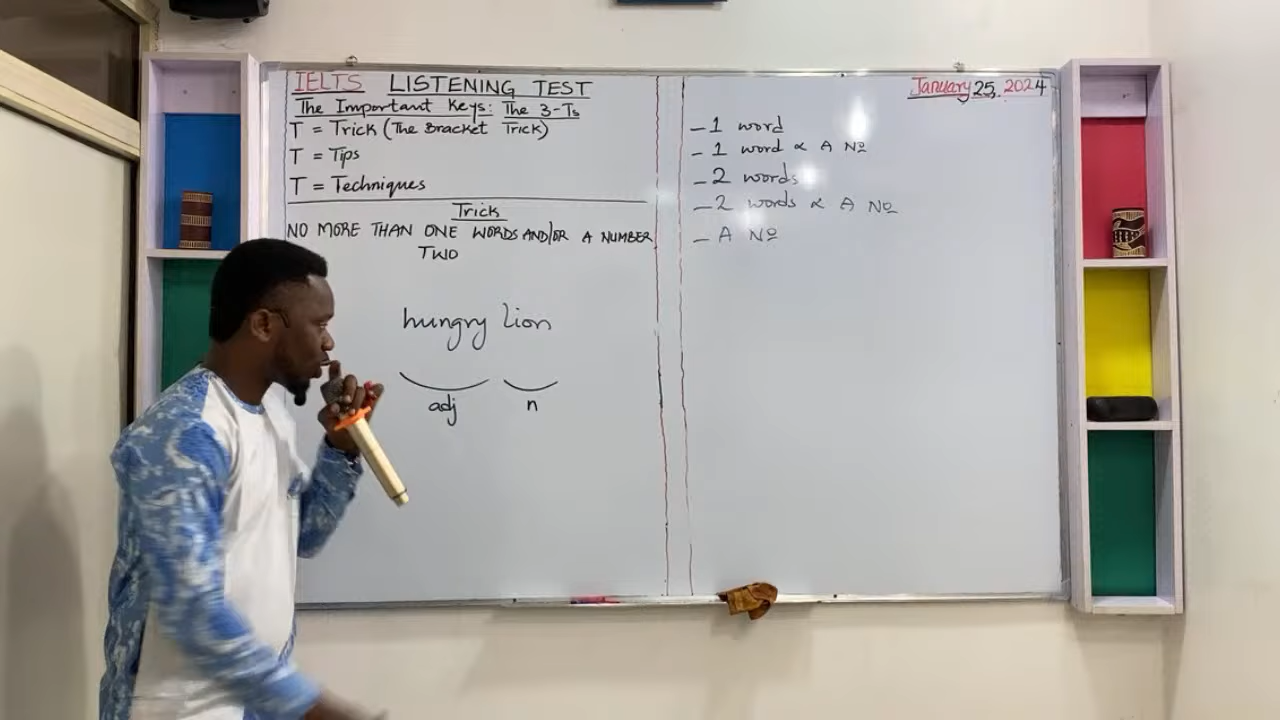 IELTS LISTENING TEST
The Important Keys: The 3-Ts
T = Trick (The Bracket Trick)
T = Tips
T = Techniques
Trick
NO MORE THAN ONE WORDS AND/OR A NUMBER
TWO
hungry lion
adj n
January 25, 2024
- 1 word
- 1 word & A Nº
- 2 words
- 2 words & A Nº
- A Nº